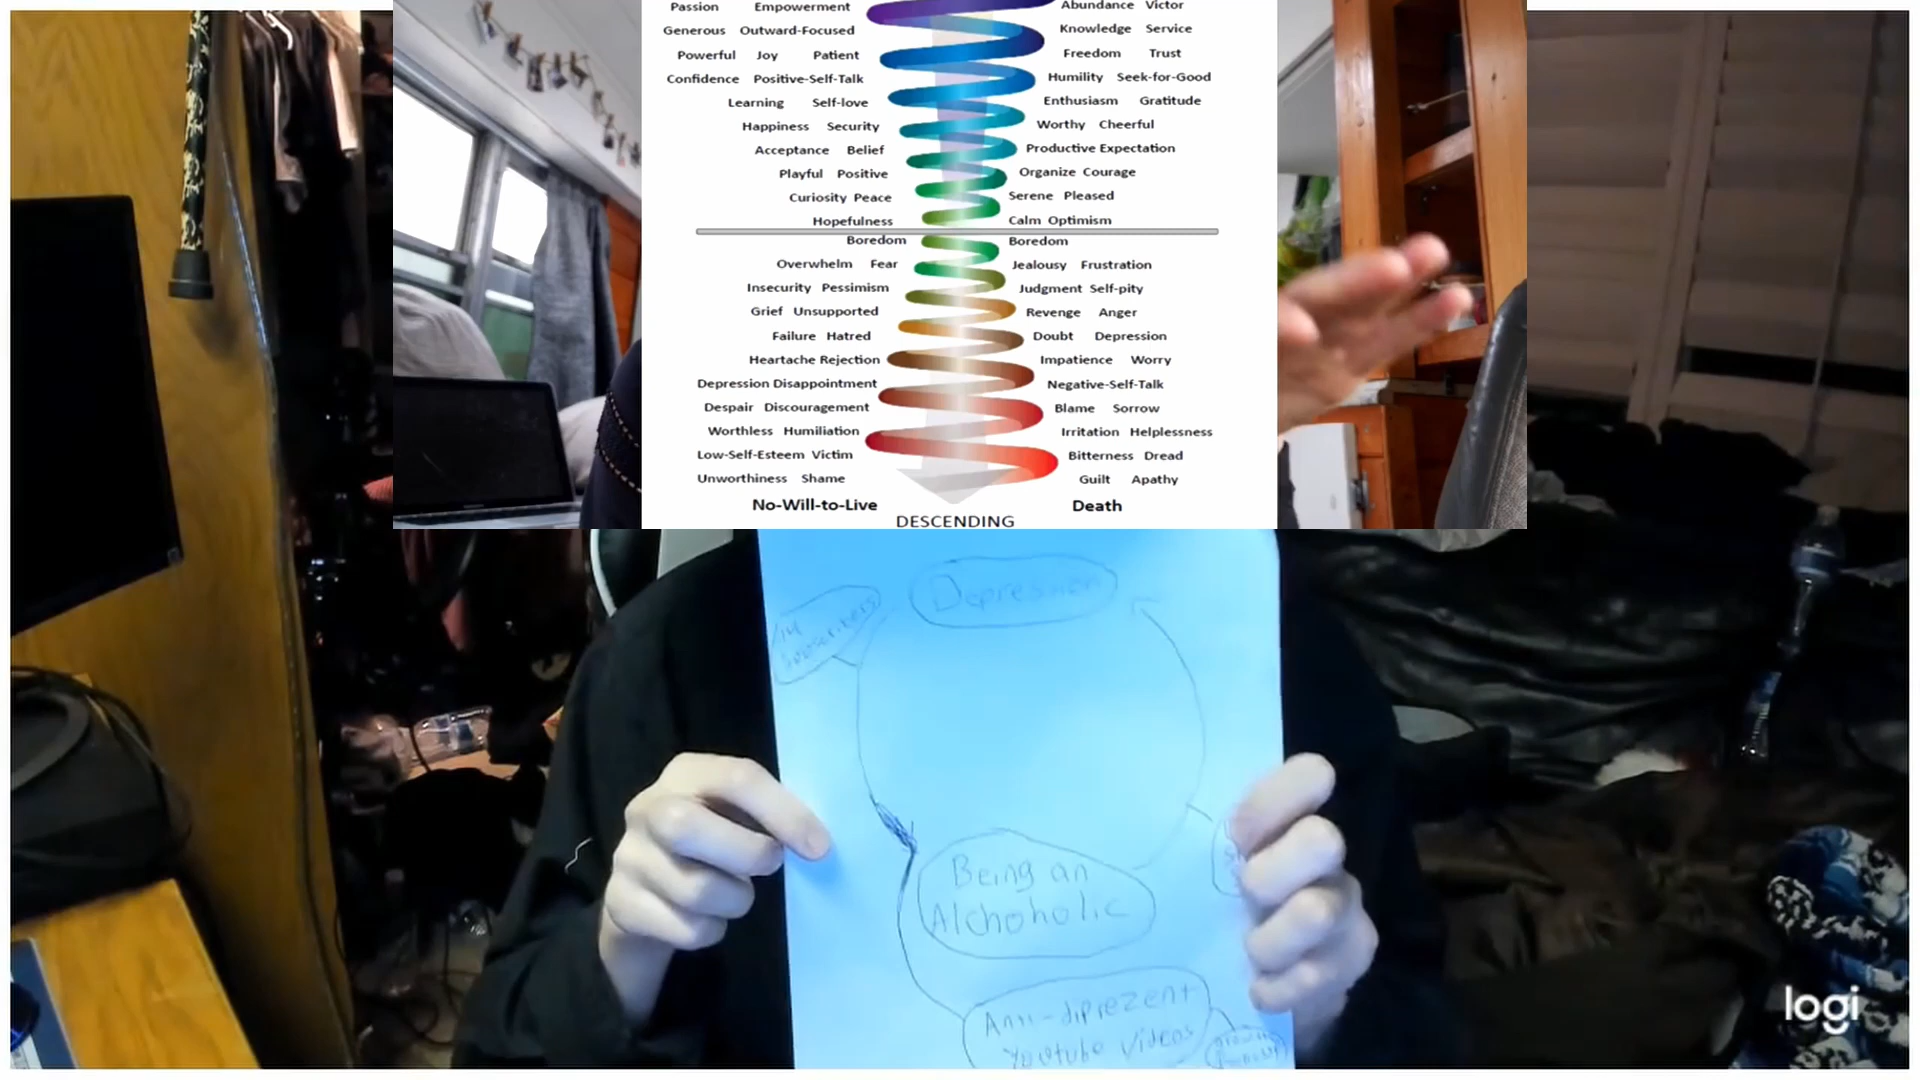 Passion Empowerment Abundance Victor
Generous Outward-Focused Knowledge Service
Powerful Joy Patient Freedom Trust
Confidence Positive-Self-Talk Humility Seek-for-Good
Learning Self-love Enthusiasm Gratitude
Happiness Security Worthy Cheerful
Acceptance Belief Productive Expectation
Playful Positive Organize Courage
Curiosity Peace Serene Pleased
Hopefulness Calm Optimism
Boredom Boredom
Overwhelm Fear Jealousy Frustration
Insecurity Pessimism Judgment Self-pity
Grief Unsupported Revenge Anger
Failure Hatred Doubt Depression
Heartache Rejection Impatience Worry
Depression Disappointment Negative-Self-Talk
Despair Discouragement Blame Sorrow
Worthless Humiliation Irritation Helplessness
Low-Self-Esteem Victim Bitterness Dread
Unworthiness Shame Guilt Apathy
No-Will-to-Live Death
DESCENDING
Depression
Being an
Alchoholic
Anti-diprezent
Youtube Videos
logi